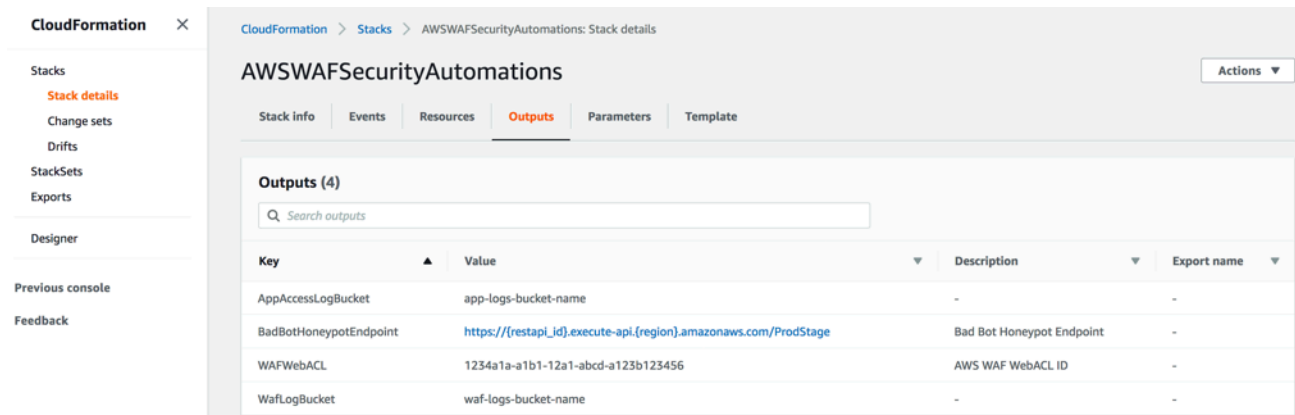 CloudFormation
CloudFormation > Stacks > AWSWAFSecurityAutomations: Stack details
AWSWAFSecurityAutomations
Actions
Stacks
Stack details
Change sets
Drifts
StackSets
Exports
Designer
Previous console
Feedback
Stack info Events Resources Outputs Parameters Template
Outputs (4)
Search outputs
Key Value Description Export name
AppAccessLogBucket app-logs-bucket-name - -
BadBotHoneypotEndpoint https://{restapi_id}.execute-api.{region}.amazonaws.com/ProdStage Bad Bot Honeypot Endpoint -
WAFWebACL 1234a1a-a1b1-12a1-abcd-a123b123456 AWS WAF WebACL ID -
WafLogBucket waf-logs-bucket-name - -